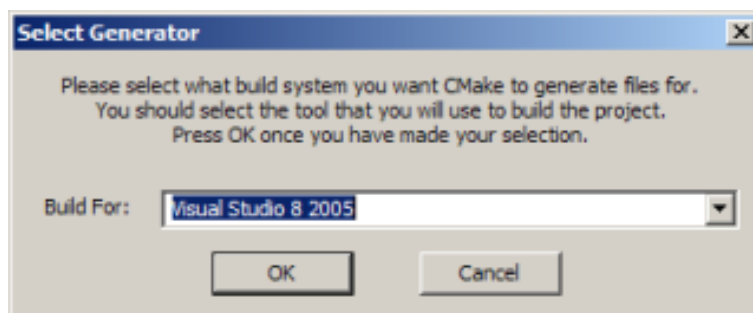 Select Generator
Please select what build system you want CMake to generate files for.
You should select the tool that you will use to build the project.
Press OK once you have made your selection.
Build For: Visual Studio 8 2005
OK Cancel